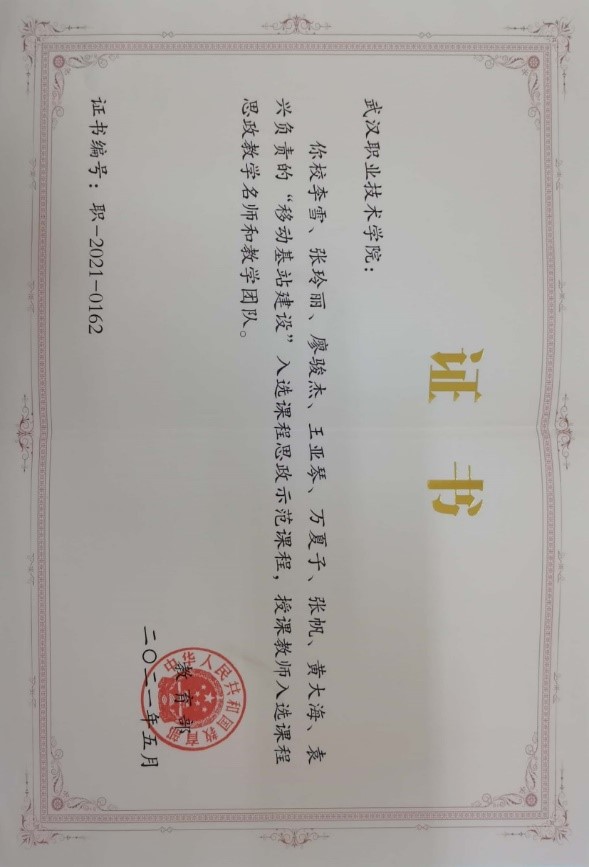 证书
武汉职业技术学院：
你校李雪、张玲丽、廖骏杰、王亚琴、万夏子、张帆、黄大海、袁
兴负责的“移动基站建设”入选课程思政示范课程，授课教师入选课程
思政教学名师和教学团队。
中华人民共和国教育部
教育部
二〇二一年五月
证书编号：职-2021-0162